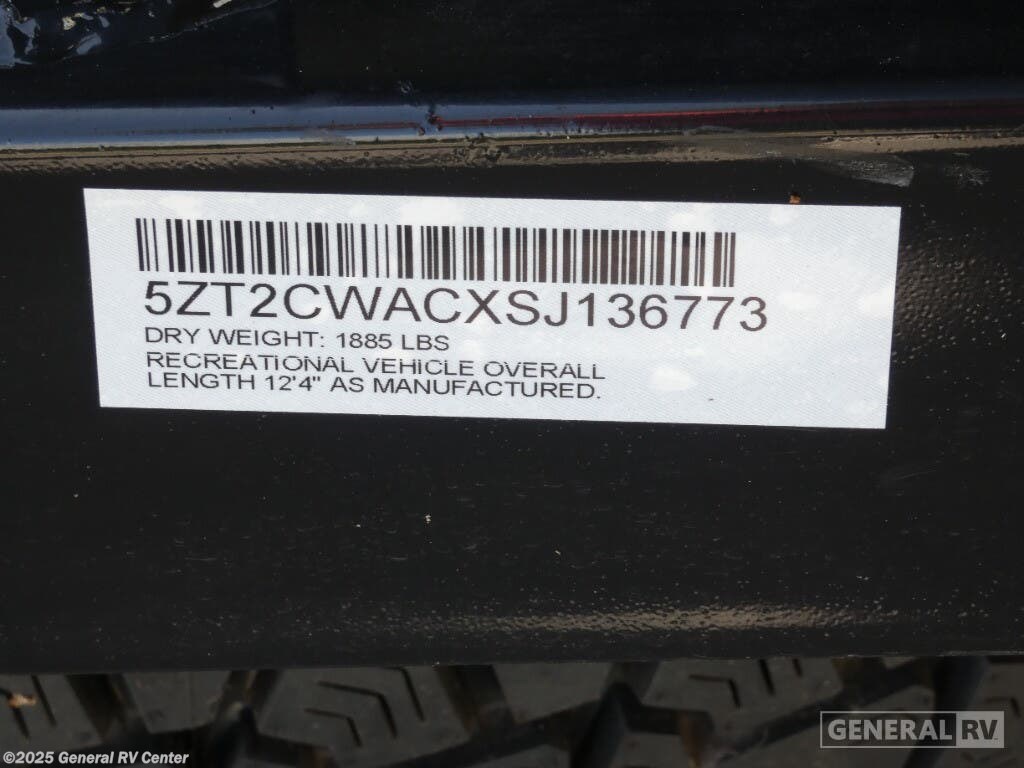 5ZT2CWACXSJ136773
DRY WEIGHT: 1885 LBS
RECREATIONAL VEHICLE OVERALL
LENGTH 12'4" AS MANUFACTURED.
GENERAL RV
©2025 General RV Center